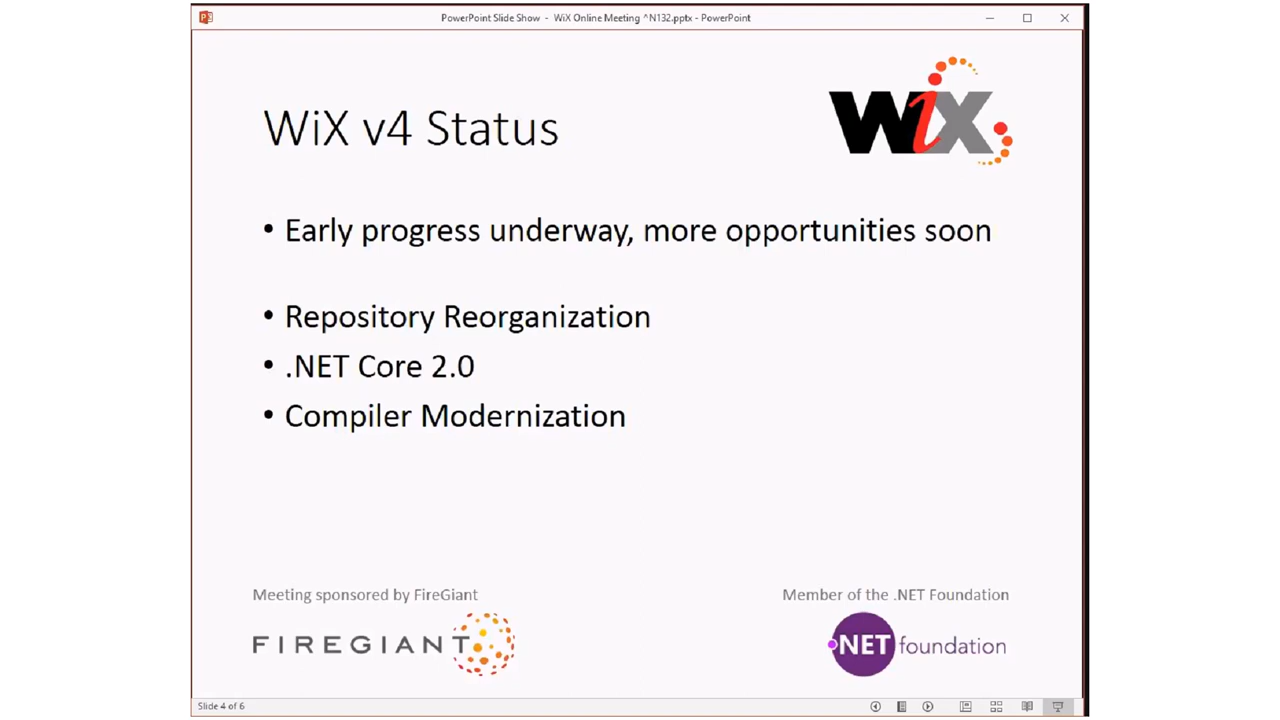 PowerPoint Slide Show - WiX Online Meeting ^N132.pptx - PowerPoint
WiX
WiX v4 Status
• Early progress underway, more opportunities soon
• Repository Reorganization
• .NET Core 2.0
• Compiler Modernization
Meeting sponsored by FireGiant
Member of the .NET Foundation
FIREGIANT
.NET foundation
Slide 4 of 6